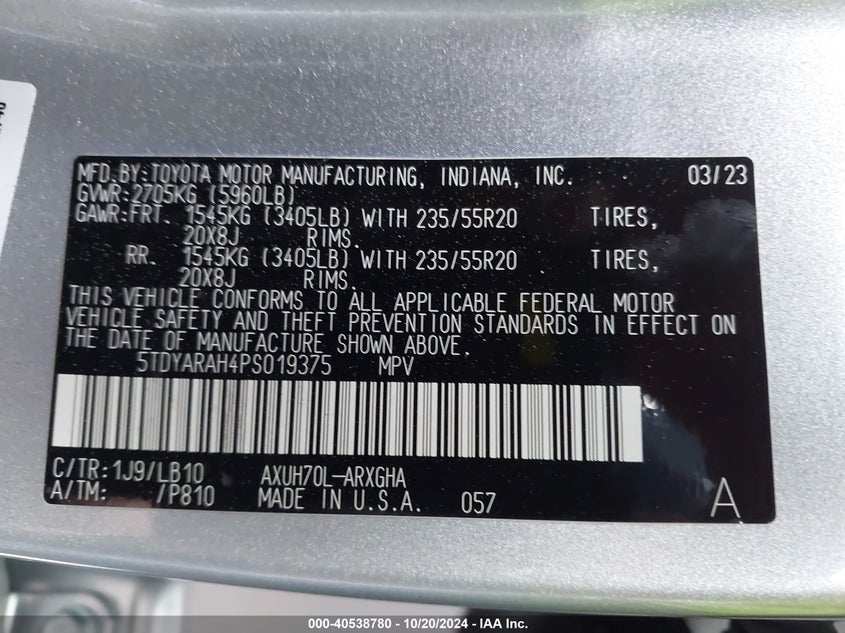 MFD.BY:TOYOTA MOTOR MANUFACTURING, INDIANA, INC. 03/23
GVWR:2705KG (5960LB)
GAWR:FRT. 1545KG (3405LB) WITH 235/55R20 TIRES,
20X8J RIMS.
RR. 1545KG (3405LB) WITH 235/55R20 TIRES,
20X8J RIMS.
THIS VEHICLE CONFORMS TO ALL APPLICABLE FEDERAL MOTOR
VEHICLE SAFETY AND THEFT PREVENTION STANDARDS IN EFFECT ON
THE DATE OF MANUFACTURE SHOWN ABOVE.
5TDYARAH4PS019375 MPV
C/TR:1J9/LB10 AXUH70L-ARXGHA
A/TM: /P810 MADE IN U.S.A. 057 A
000-40538780 - 10/20/2024 - IAA Inc.